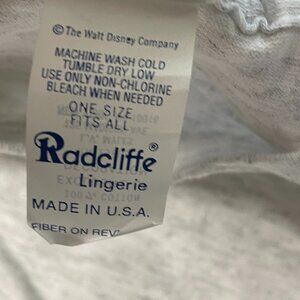 © The Walt Disney Company
MACHINE WASH COLD
TUMBLE DRY LOW
USE ONLY NON-CHLORINE
BLEACH WHEN NEEDED
ONE SIZE
FITS ALL
Radcliffe®
Lingerie
MADE IN U.S.A.
FIBER ON REV